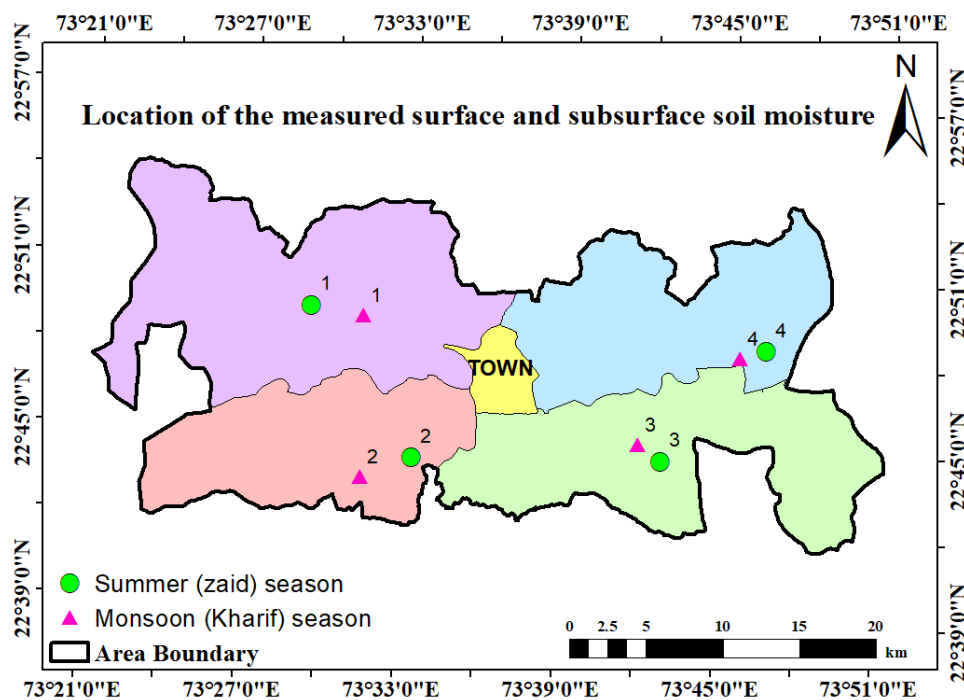 73°21'0"E 73°27'0"E 73°33'0"E 73°39'0"E 73°45'0"E 73°51'0"E
22°57'0"N
22°51'0"N
22°45'0"N
22°39'0"N
N
Location of the measured surface and subsurface soil moisture
1
1
4
4
TOWN
2
2
3
3
Summer (zaid) season
Monsoon (Kharif) season
Area Boundary
0 2.5 5 10 15 20
km
22°57'0"N
22°51'0"N
22°45'0"N
22°39'0"N
73°21'0"E 73°27'0"E 73°33'0"E 73°39'0"E 73°45'0"E 73°51'0"E